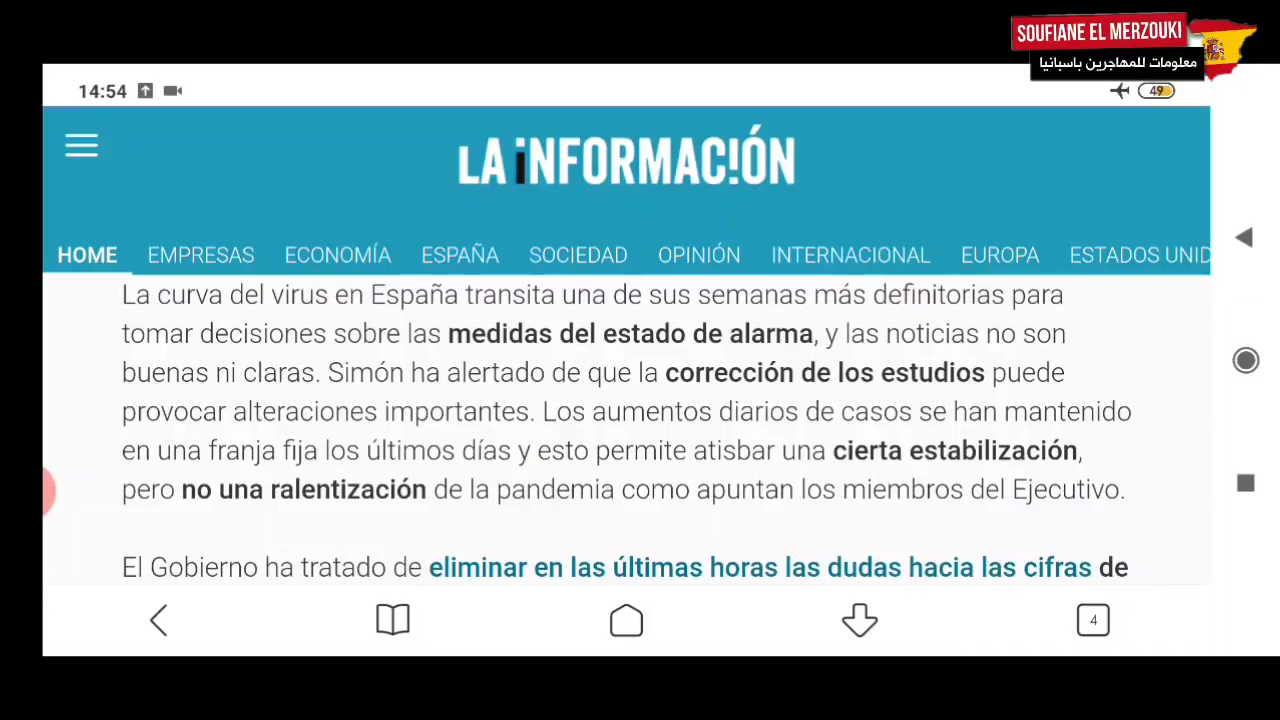 SOUFIANE EL MERZOUKI
معلومات للمهاجرين باسبانيا
14:54
49
LA iNFORMAC!ÓN
HOME EMPRESAS ECONOMÍA ESPAÑA SOCIEDAD OPINIÓN INTERNACIONAL EUROPA ESTADOS UNID
La curva del virus en España transita una de sus semanas más definitorias para
tomar decisiones sobre las medidas del estado de alarma, y las noticias no son
buenas ni claras. Simón ha alertado de que la corrección de los estudios puede
provocar alteraciones importantes. Los aumentos diarios de casos se han mantenido
en una franja fija los últimos días y esto permite atisbar una cierta estabilización,
pero no una ralentización de la pandemia como apuntan los miembros del Ejecutivo.
El Gobierno ha tratado de eliminar en las últimas horas las dudas hacia las cifras de
4